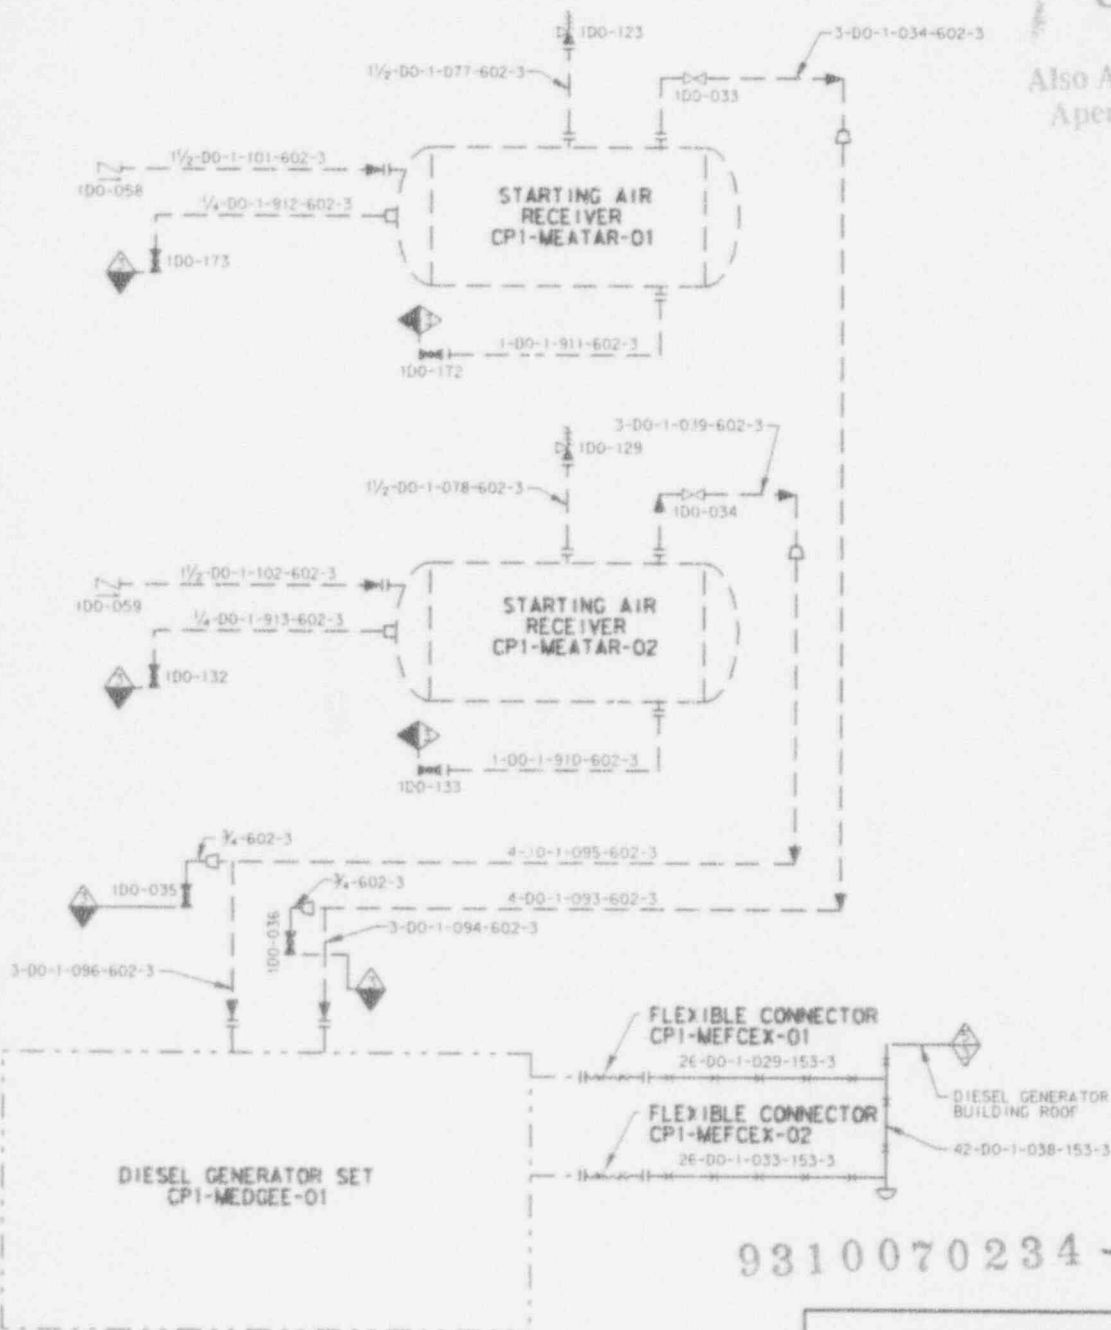 1DO-123
3-DO-1-034-602-3
1½-DO-1-077-602-3
1DO-033
Also A
Aper
1½-DO-1-101-602-3
1DO-058
¼-DO-1-912-602-3
STARTING AIR
RECEIVER
CP1-MEATAR-01
1DO-173
1-DO-1-911-602-3
1DO-172
3-DO-1-039-602-3
1DO-129
1½-DO-1-078-602-3
1DO-034
1½-DO-1-102-602-3
1DO-059
¼-DO-1-913-602-3
STARTING AIR
RECEIVER
CP1-MEATAR-02
1DO-132
1-DO-1-910-602-3
1DO-133
¾-602-3
4-DO-1-095-602-3
1DO-035
¾-602-3
4-DO-1-093-602-3
1DO-036
3-DO-1-094-602-3
3-DO-1-096-602-3
FLEXIBLE CONNECTOR
CP1-MEFCEX-01
26-DO-1-029-153-3
DIESEL GENERATOR
BUILDING ROOF
FLEXIBLE CONNECTOR
CP1-MEFCEX-02
42-DO-1-038-153-3
26-DO-1-033-153-3
DIESEL GENERATOR SET
CP1-MEDGEE-01
9310070234-